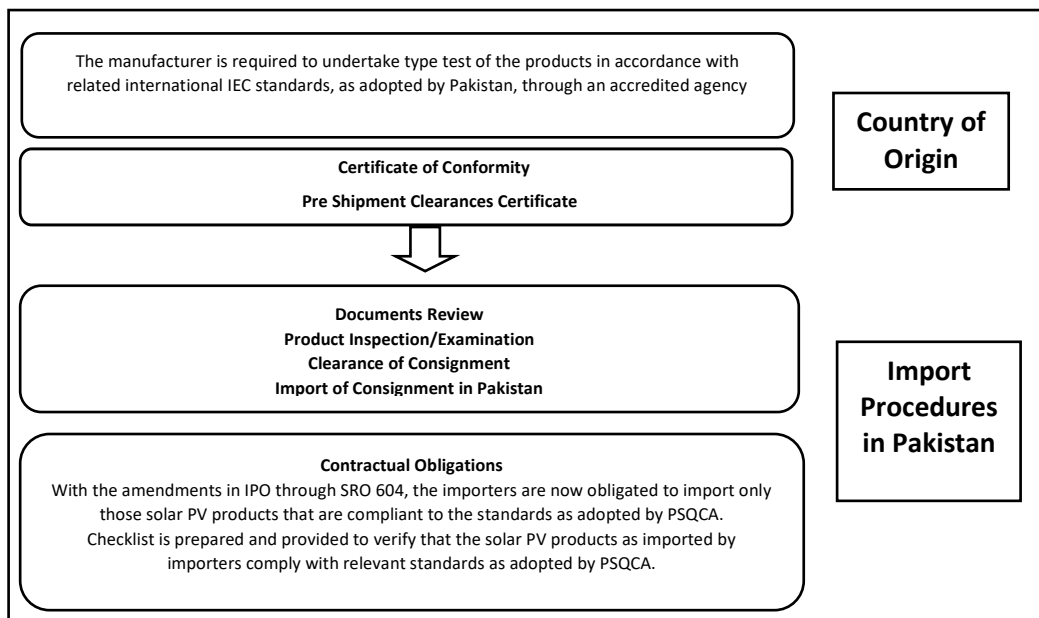 The manufacturer is required to undertake type test of the products in accordance with
related international IEC standards, as adopted by Pakistan, through an accredited agency
Country of
Origin
Certificate of Conformity
Pre Shipment Clearances Certificate
Documents Review
Product Inspection/Examination
Clearance of Consignment
Import of Consignment in Pakistan
Import
Procedures
in Pakistan
Contractual Obligations
With the amendments in IPO through SRO 604, the importers are now obligated to import only
those solar PV products that are compliant to the standards as adopted by PSQCA.
Checklist is prepared and provided to verify that the solar PV products as imported by
importers comply with relevant standards as adopted by PSQCA.